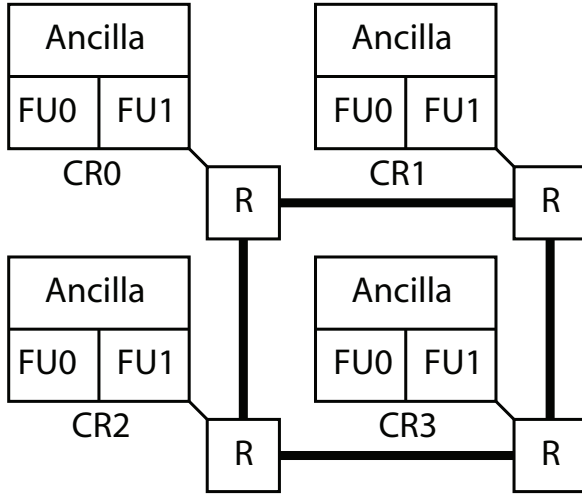 Ancilla
FU0 FU1
CR0
R
Ancilla
FU0 FU1
CR1
R
Ancilla
FU0 FU1
CR2
R
Ancilla
FU0 FU1
CR3
R